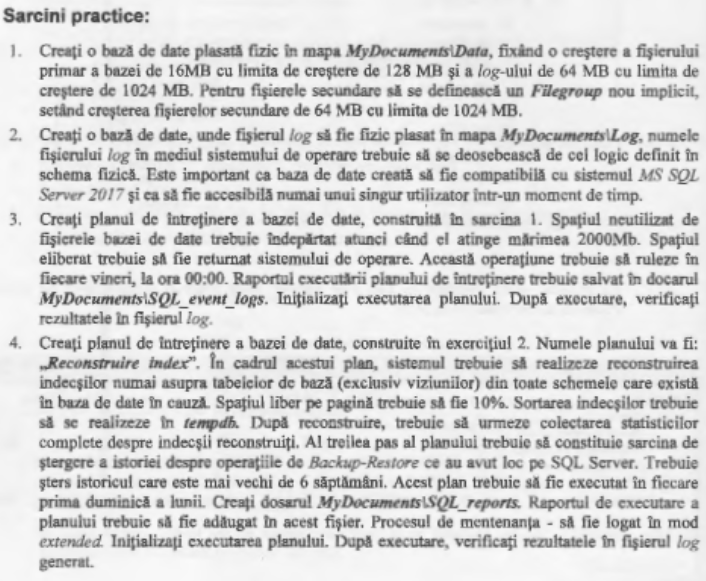 Sarcini practice:
1. Creați o bază de date plasată fizic în mapa MyDocuments\Data, fixând o creștere a fișierului
primar a bazei de 16MB cu limita de creștere de 128 MB și a log-ului de 64 MB cu limita de
creștere de 1024 MB. Pentru fișierele secundare să se definească un Filegroup nou implicit,
setând creșterea fișierelor secundare de 64 MB cu limita de 1024 MB.
2. Creați o bază de date, unde fișierul log să fie fizic plasat în mapa MyDocuments\Log, numele
fișierului log în mediul sistemului de operare trebuie să se deosebească de cel logic definit în
schema fizică. Este important ca baza de date creată să fie compatibilă cu sistemul MS SQL
Server 2017 și ca să fie accesibilă numai unui singur utilizator într-un moment de timp.
3. Creați planul de întreținere a bazei de date, construită în sarcina 1. Spațiul neutilizat de
fișierele bazei de date trebuie îndepărtat atunci când el atinge mărimea 2000Mb. Spațiul
eliberat trebuie să fie returnat sistemului de operare. Această operațiune trebuie să ruleze în
fiecare vineri, la ora 00:00. Raportul executării planului de întreținere trebuie salvat în docarul
MyDocuments\SQL_event_logs. Inițializați executarea planului. După executare, verificați
rezultatele în fișierul log.
4. Creați planul de întreținere a bazei de date, construite în exercițiul 2. Numele planului va fi:
„Reconstruire index”. În cadrul acestui plan, sistemul trebuie să realizeze reconstruirea
indecșilor numai asupra tabelelor de bază (exclusiv viziunilor) din toate schemele care există
în baza de date în cauză. Spațiul liber pe pagină trebuie să fie 10%. Sortarea indecșilor trebuie
să se realizeze în tempdb. După reconstruire, trebuie să urmeze colectarea statisticilor
complete despre indecșii reconstruiți. Al treilea pas al planului trebuie să constituie sarcina de
ștergere a istoriei despre operațiile de Backup-Restore ce au avut loc pe SQL Server. Trebuie
șters istoricul care este mai vechi de 6 săptămâni. Acest plan trebuie să fie executat în fiecare
prima duminică a lunii. Creați dosarul MyDocuments\SQL_reports. Raportul de executare a
planului trebuie să fie adăugat în acest fișier. Procesul de mentenanța - să fie logat în mod
extended. Inițializați executarea planului. După executare, verificați rezultatele în fișierul log
generat.